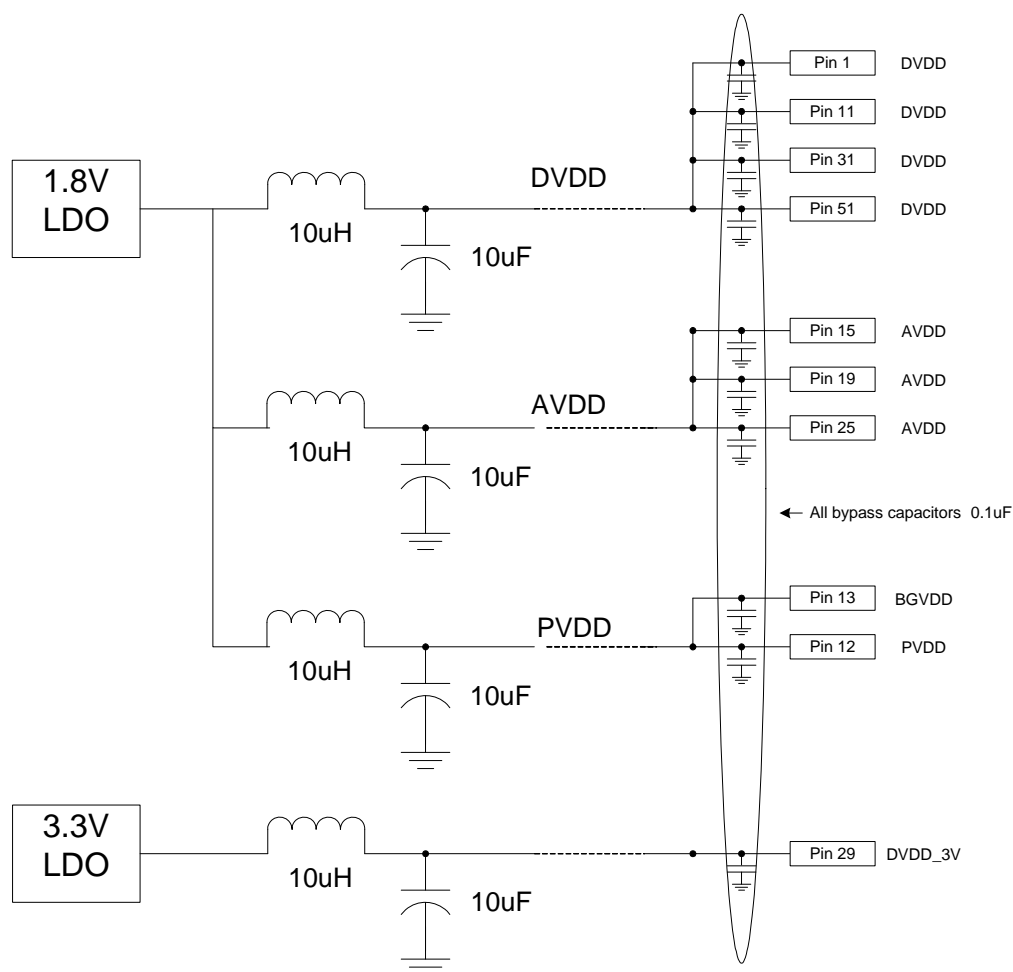 Pin 1 DVDD
Pin 11 DVDD
Pin 31 DVDD
Pin 51 DVDD
1.8V
LDO
DVDD
10uH
10uF
Pin 15 AVDD
Pin 19 AVDD
Pin 25 AVDD
AVDD
10uH
10uF
All bypass capacitors 0.1uF
Pin 13 BGVDD
Pin 12 PVDD
PVDD
10uH
10uF
3.3V
LDO
10uH
10uF
Pin 29 DVDD_3V